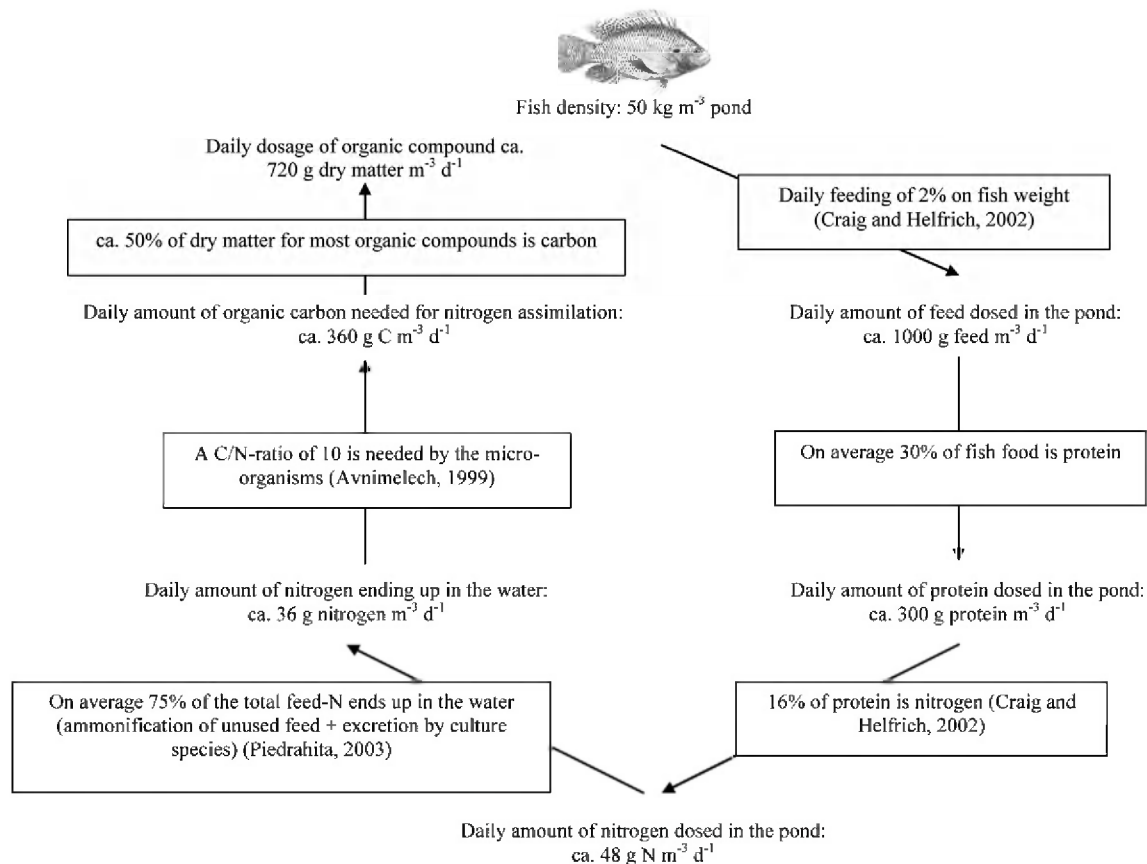 Fish density: 50 kg m⁻³ pond
Daily feeding of 2% on fish weight
(Craig and Helfrich, 2002)
Daily amount of feed dosed in the pond:
ca. 1000 g feed m⁻³ d⁻¹
On average 30% of fish food is protein
Daily amount of protein dosed in the pond:
ca. 300 g protein m⁻³ d⁻¹
16% of protein is nitrogen (Craig and
Helfrich, 2002)
Daily amount of nitrogen dosed in the pond:
ca. 48 g N m⁻³ d⁻¹
On average 75% of the total feed-N ends up in the water
(ammonification of unused feed + excretion by culture
species) (Piedrahita, 2003)
Daily amount of nitrogen ending up in the water:
ca. 36 g nitrogen m⁻³ d⁻¹
A C/N-ratio of 10 is needed by the micro-
organisms (Avnimelech, 1999)
Daily amount of organic carbon needed for nitrogen assimilation:
ca. 360 g C m⁻³ d⁻¹
ca. 50% of dry matter for most organic compounds is carbon
Daily dosage of organic compound ca.
720 g dry matter m⁻³ d⁻¹